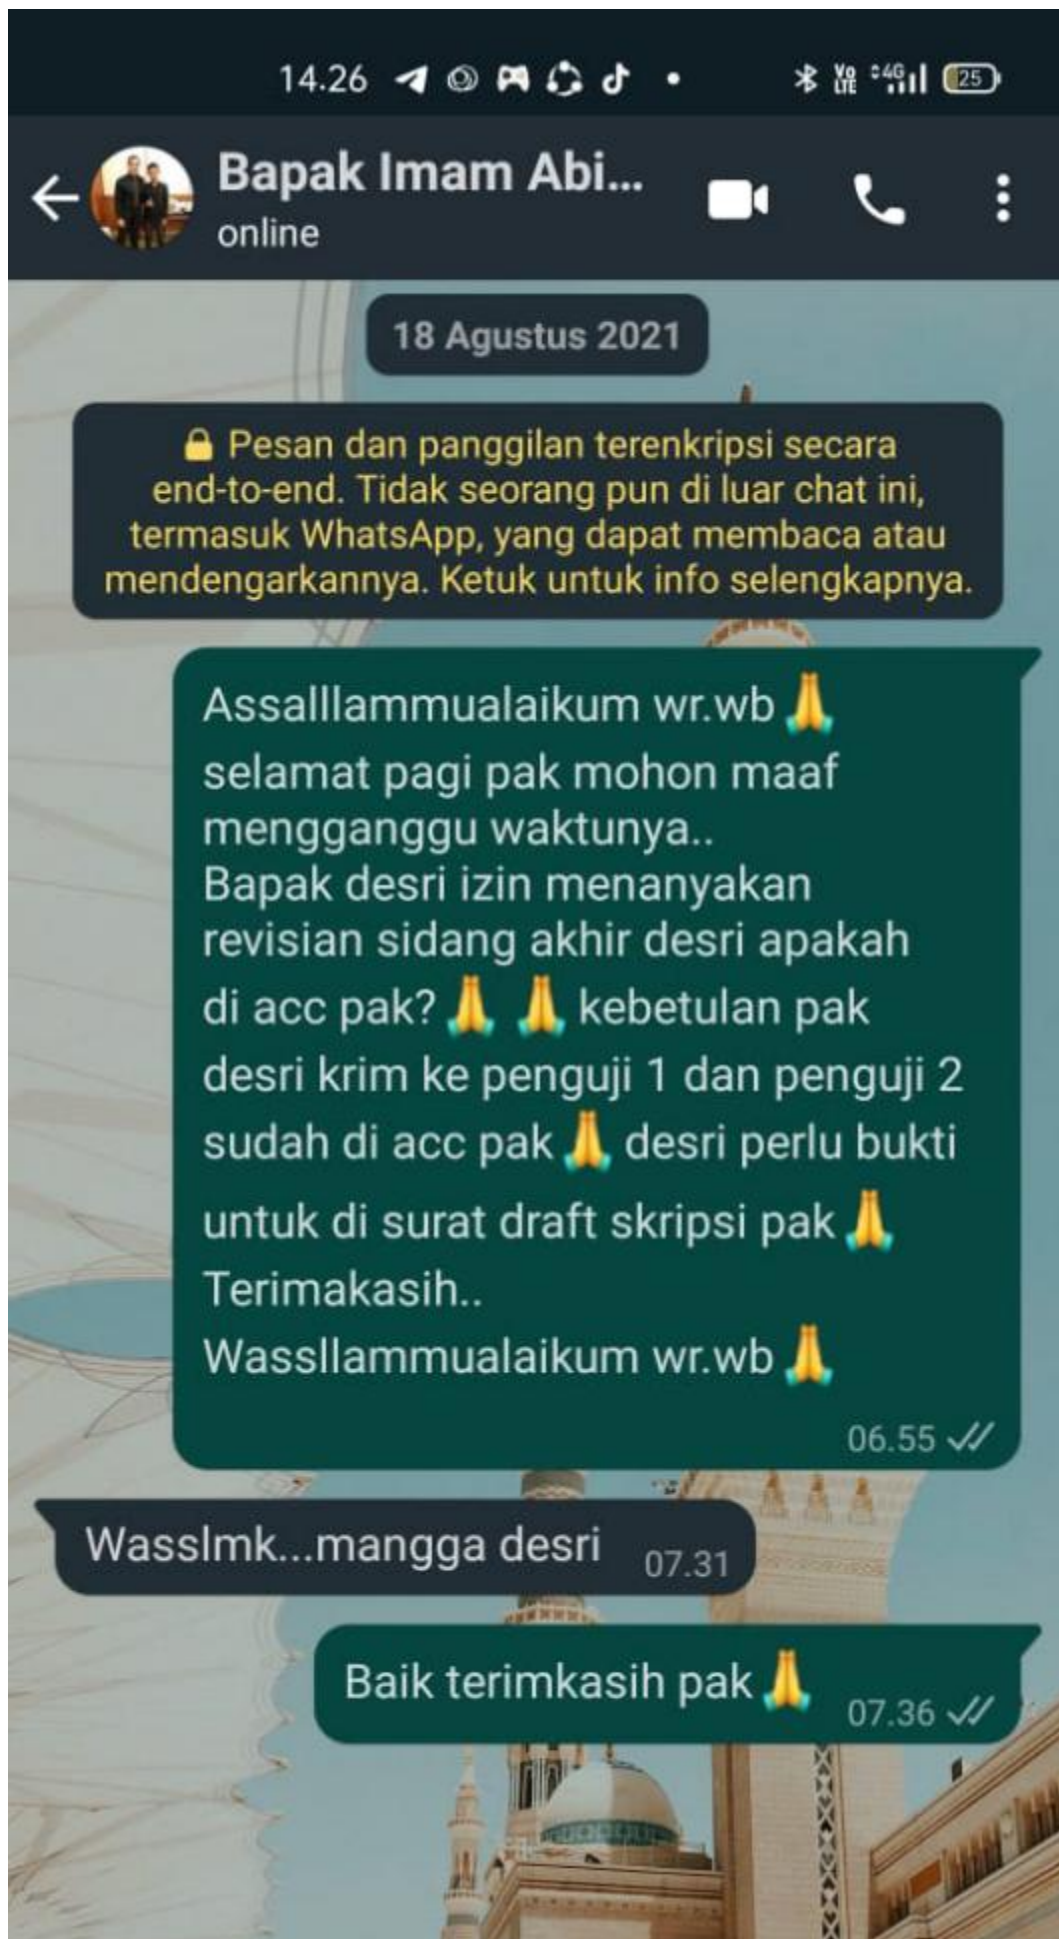 14.26 Vo LTE 4G 25
Bapak Imam Abi...
online
18 Agustus 2021
🔒 Pesan dan panggilan terenkripsi secara
end-to-end. Tidak seorang pun di luar chat ini,
termasuk WhatsApp, yang dapat membaca atau
mendengarkannya. Ketuk untuk info selengkapnya.
Assalllammualaikum wr.wb🙏
selamat pagi pak mohon maaf
mengganggu waktunya..
Bapak desri izin menanyakan
revisian sidang akhir desri apakah
di acc pak?🙏 🙏 kebetulan pak
desri krim ke penguji 1 dan penguji 2
sudah di acc pak🙏 desri perlu bukti
untuk di surat draft skripsi pak🙏
Terimakasih..
Wassllammualaikum wr.wb🙏
06.55
Wasslmk...mangga desri 07.31
Baik terimkasih pak🙏 07.36